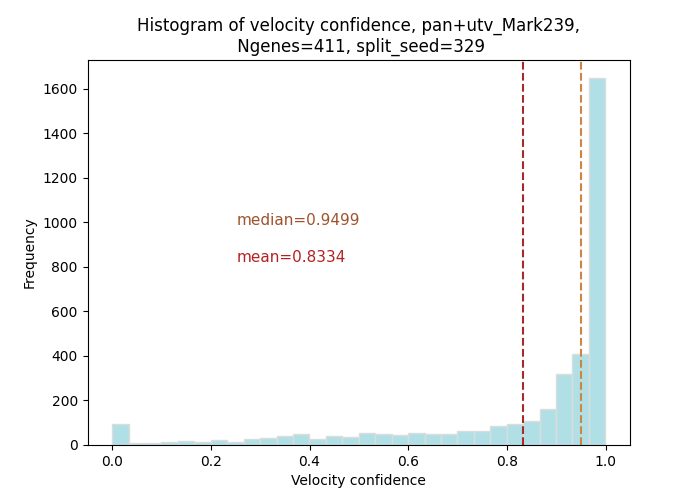 Histogram of velocity confidence, pan+utv_Mark239,
Ngenes=411, split_seed=329
1600
1400
1200
1000
800
600
400
200
0
Frequency
median=0.9499
mean=0.8334
0.0 0.2 0.4 0.6 0.8 1.0
Velocity confidence